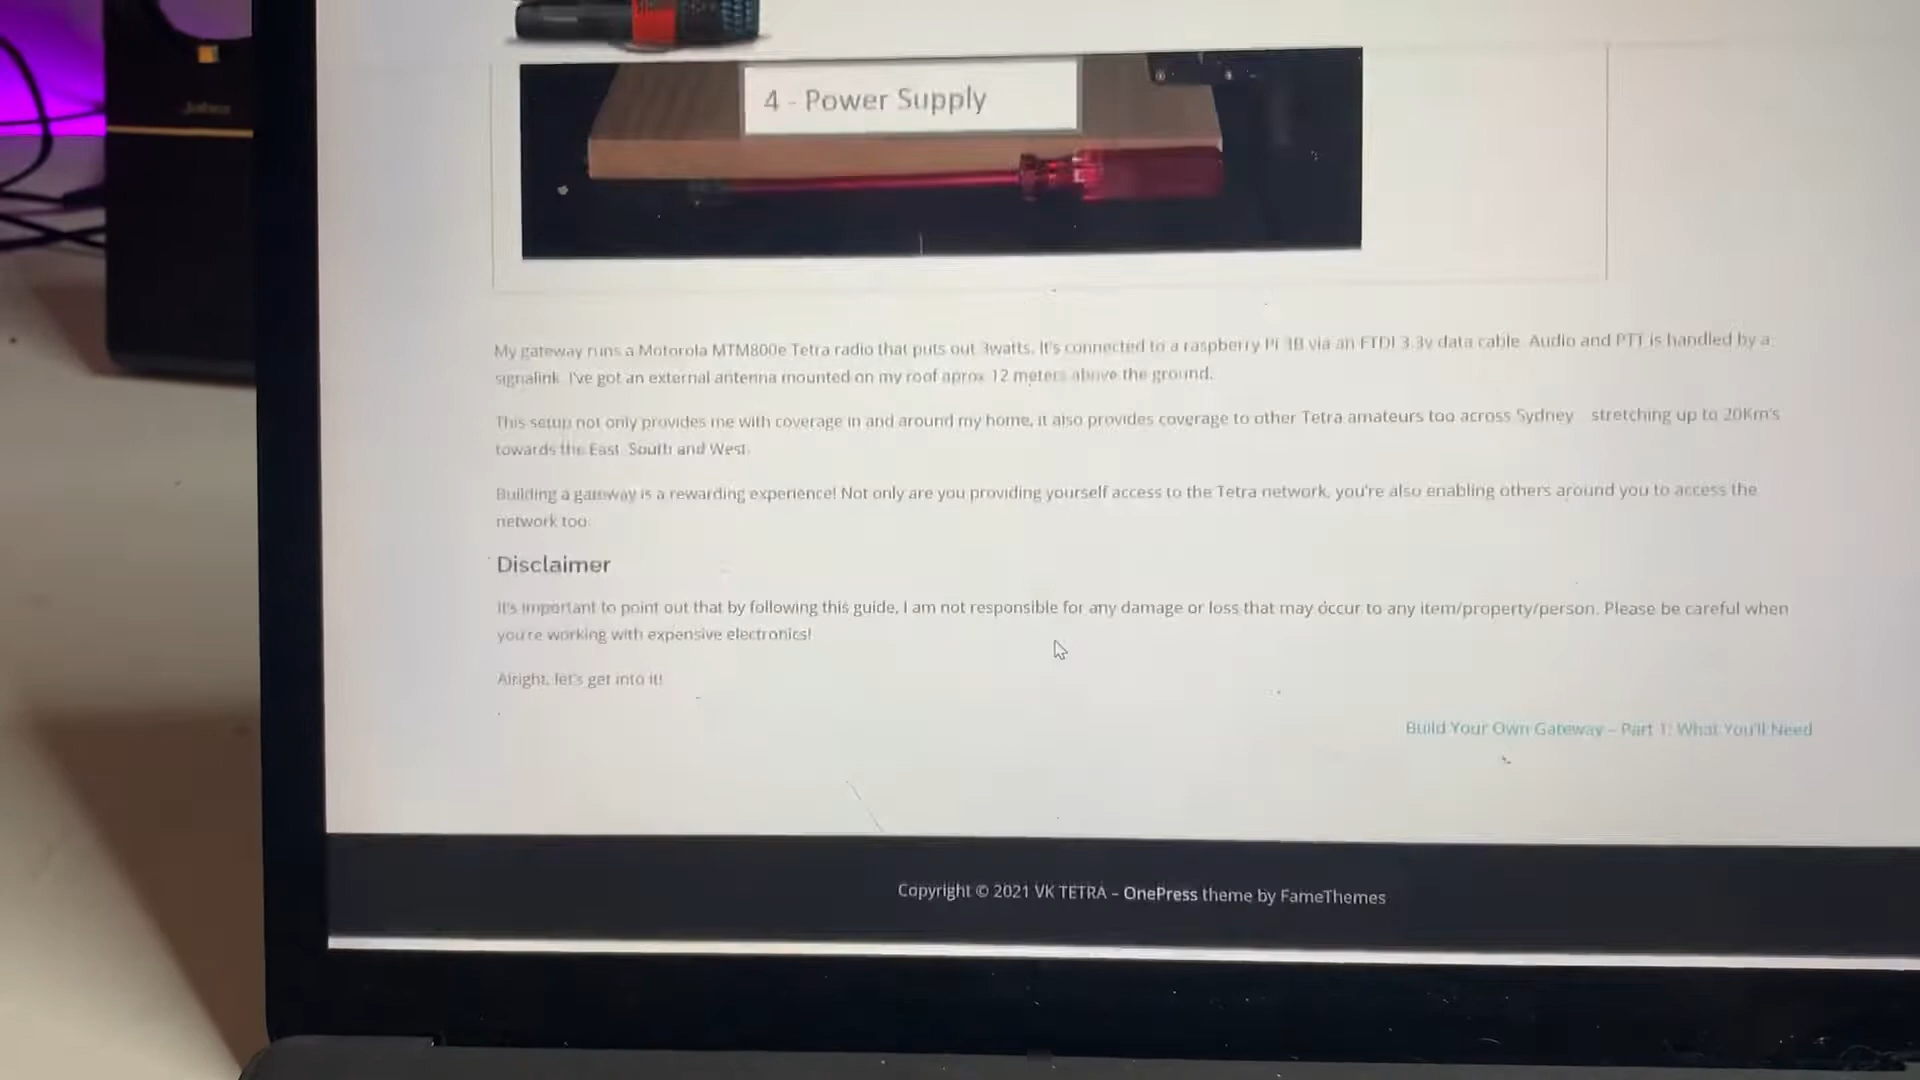 Jabra
4 - Power Supply
My gateway runs a Motorola MTM800e Tetra radio that puts out 3watts. It's connected to a raspberry Pi 3B via an FTDI 3.3v data cable. Audio and PTT is handled by a
signalink. I've got an external antenna mounted on my roof aprox 12 meters above the ground.
This setup not only provides me with coverage in and around my home, it also provides coverage to other Tetra amateurs too across Sydney stretching up to 20Km's
towards the East, South and West.
Building a gateway is a rewarding experience! Not only are you providing yourself access to the Tetra network, you're also enabling others around you to access the
network too.
Disclaimer
It's important to point out that by following this guide, I am not responsible for any damage or loss that may occur to any item/property/person. Please be careful when
you're working with expensive electronics!
Alright, let's get into it!
Build Your Own Gateway – Part 1: What You'll Need
Copyright © 2021 VK TETRA – OnePress theme by FameThemes